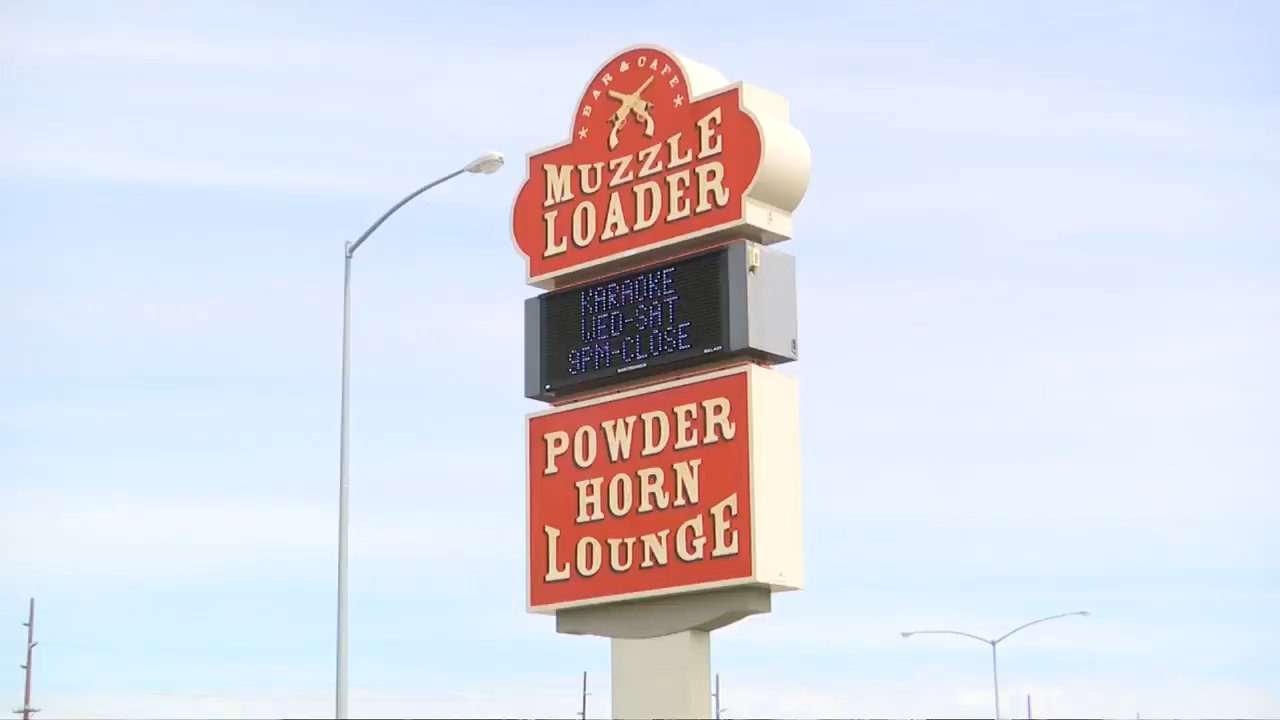 BAR & CAFE
MUZZLE
LOADER
KARAOKE
WED-SAT
9PM-CLOSE
POWDER
HORN
LOUNGE